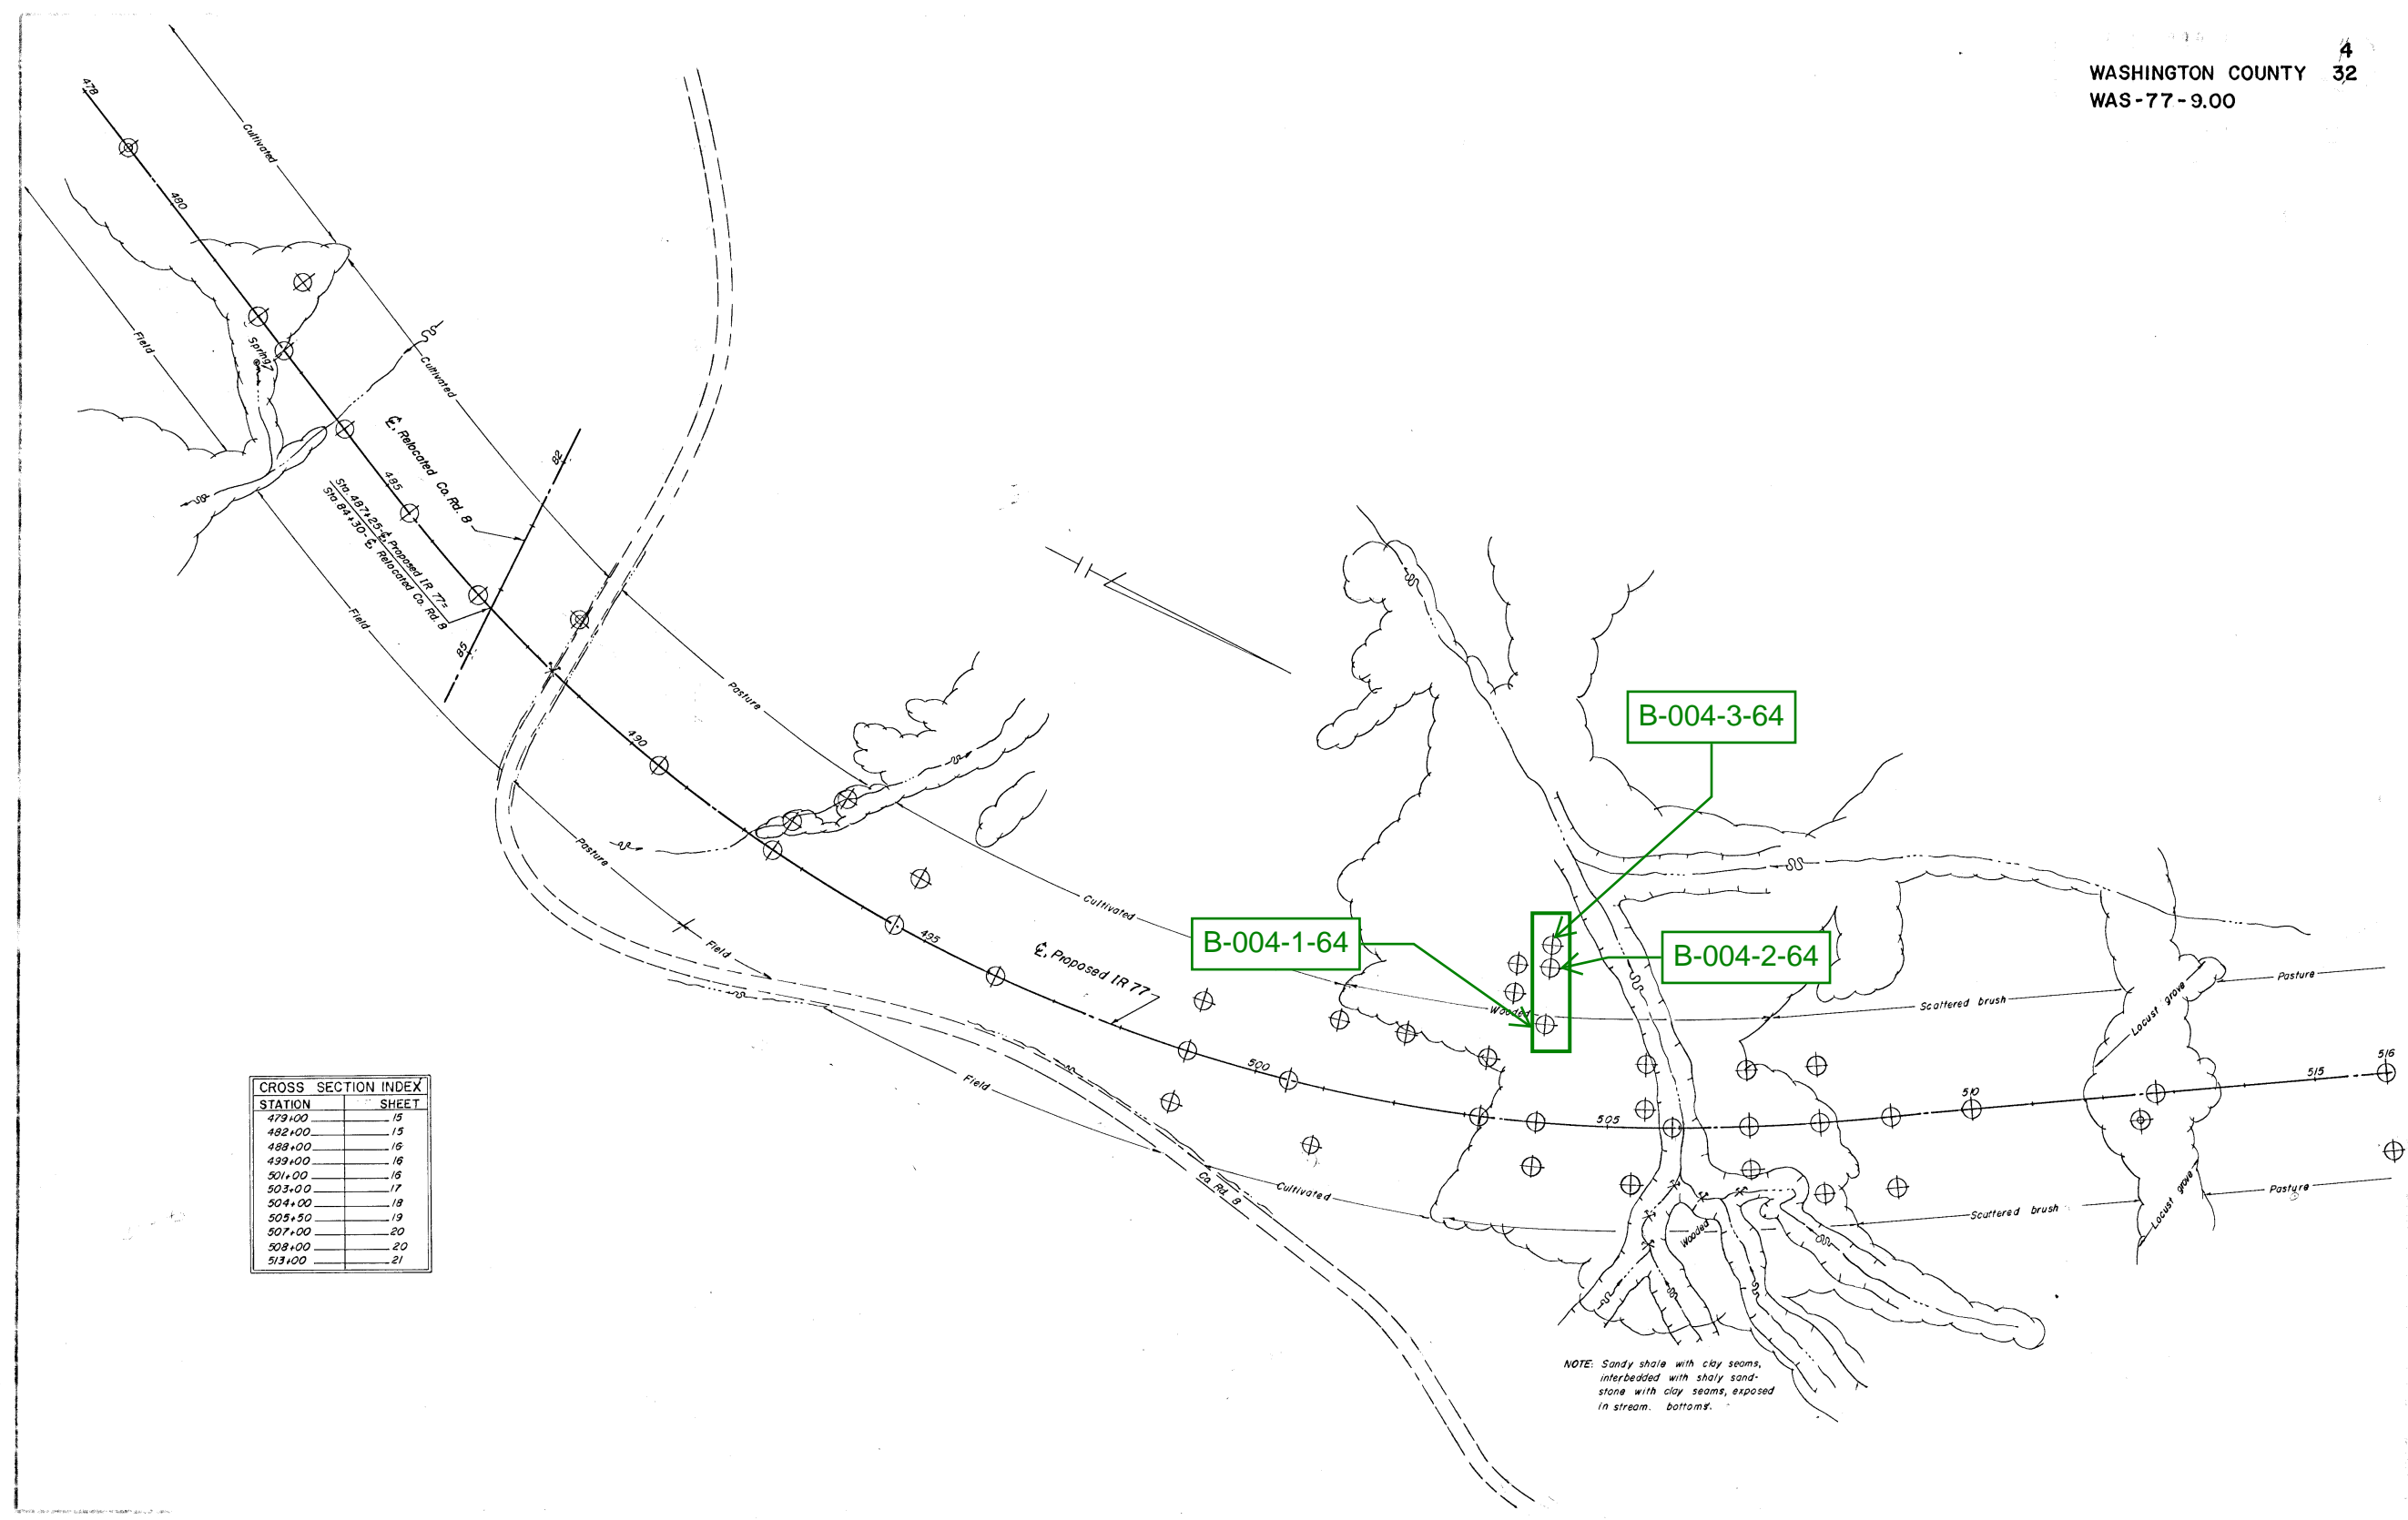 4
WASHINGTON COUNTY 32
WAS-77-9.00
478
Cultivated
480
Field
Spring
Cultivated
℄ Relocated Co. Rd. 8
82
485
Sta. 487+25-℄ Proposed IR 77=
Sta 84+30-℄ Relocated Co. Rd. 8
Field
85
Pasture
490
Pasture
B-004-3-64
Cultivated
495
Field
℄ Proposed IR 77
B-004-1-64
B-004-2-64
Wooded
Scattered brush
Locust grove
Pasture
500
Field
505
510
515
516
CROSS SECTION INDEX
STATION SHEET
479+00 15
482+00 15
488+00 16
499+00 16
501+00 16
503+00 17
504+00 18
505+50 19
507+00 20
508+00 20
513+00 21
Co. Rd. 8
Cultivated
Wooded
Scattered brush
Locust grove
Pasture
NOTE: Sandy shale with clay seams,
interbedded with shaly sand-
stone with clay seams, exposed
in stream. bottoms.